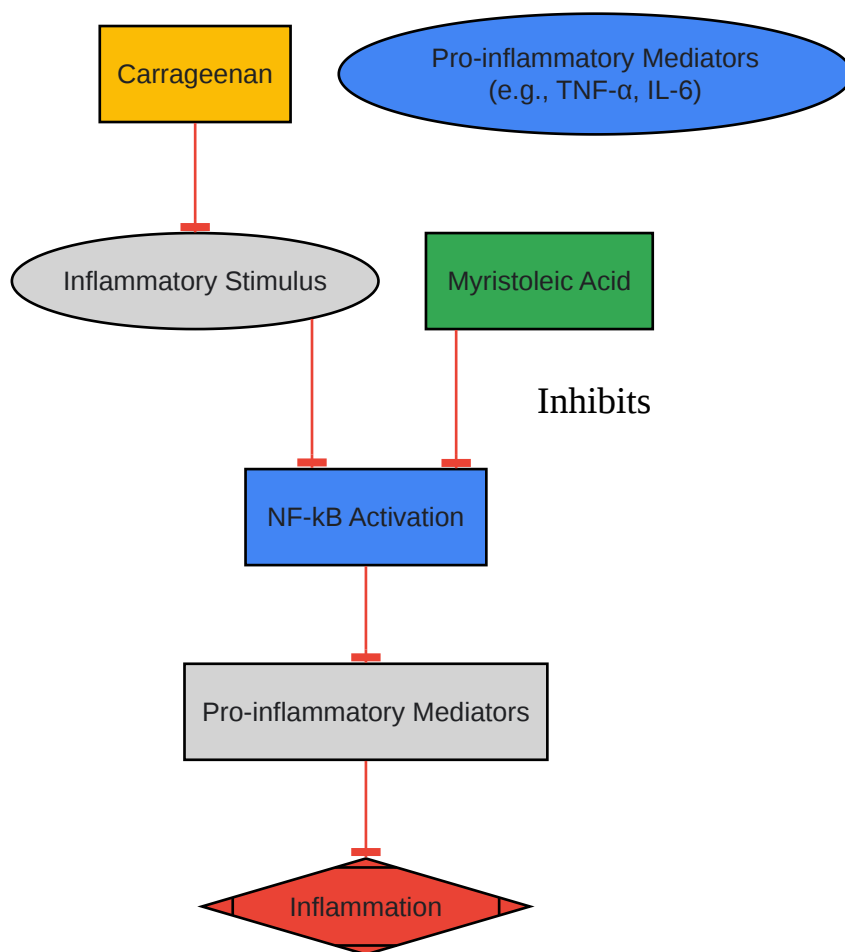 Carrageenan
Pro-inflammatory Mediators
(e.g., TNF-α, IL-6)
Inflammatory Stimulus
Myristoleic Acid
Inhibits
NF-kB Activation
Pro-inflammatory Mediators
Inflammation